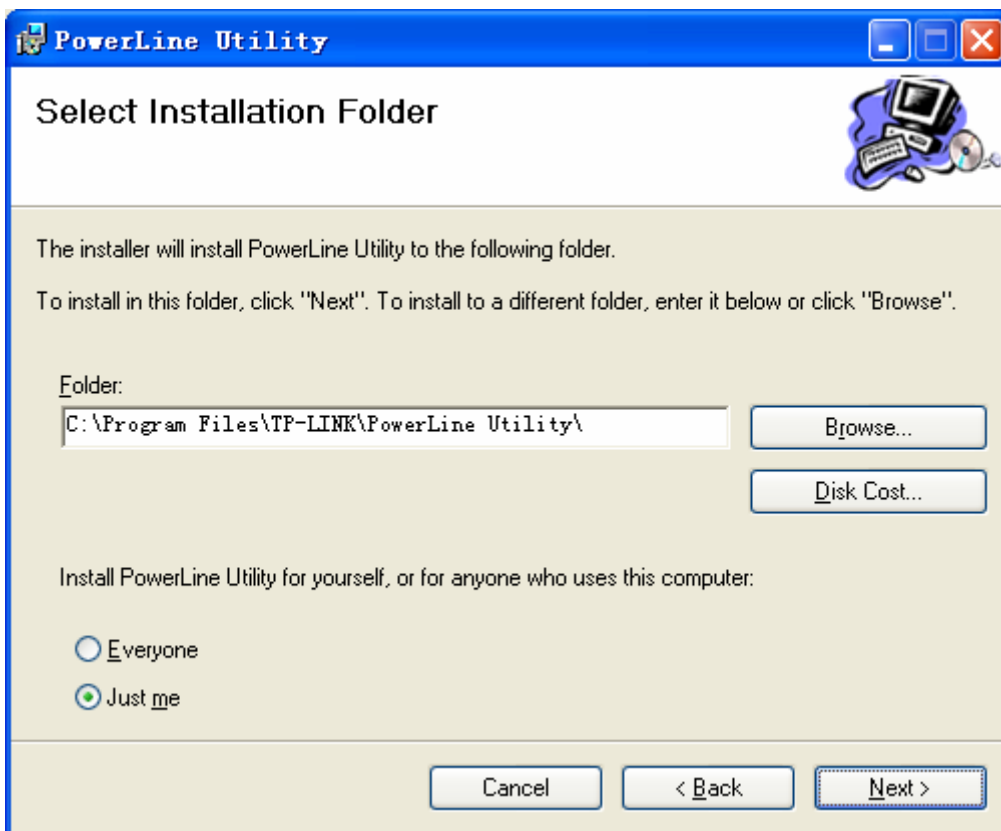 PowerLine Utility
Select Installation Folder
The installer will install PowerLine Utility to the following folder.
To install in this folder, click "Next". To install to a different folder, enter it below or click "Browse".
Folder:
C:\Program Files\TP-LINK\PowerLine Utility\
Browse...
Disk Cost...
Install PowerLine Utility for yourself, or for anyone who uses this computer:
Everyone
Just me
Cancel
< Back
Next >